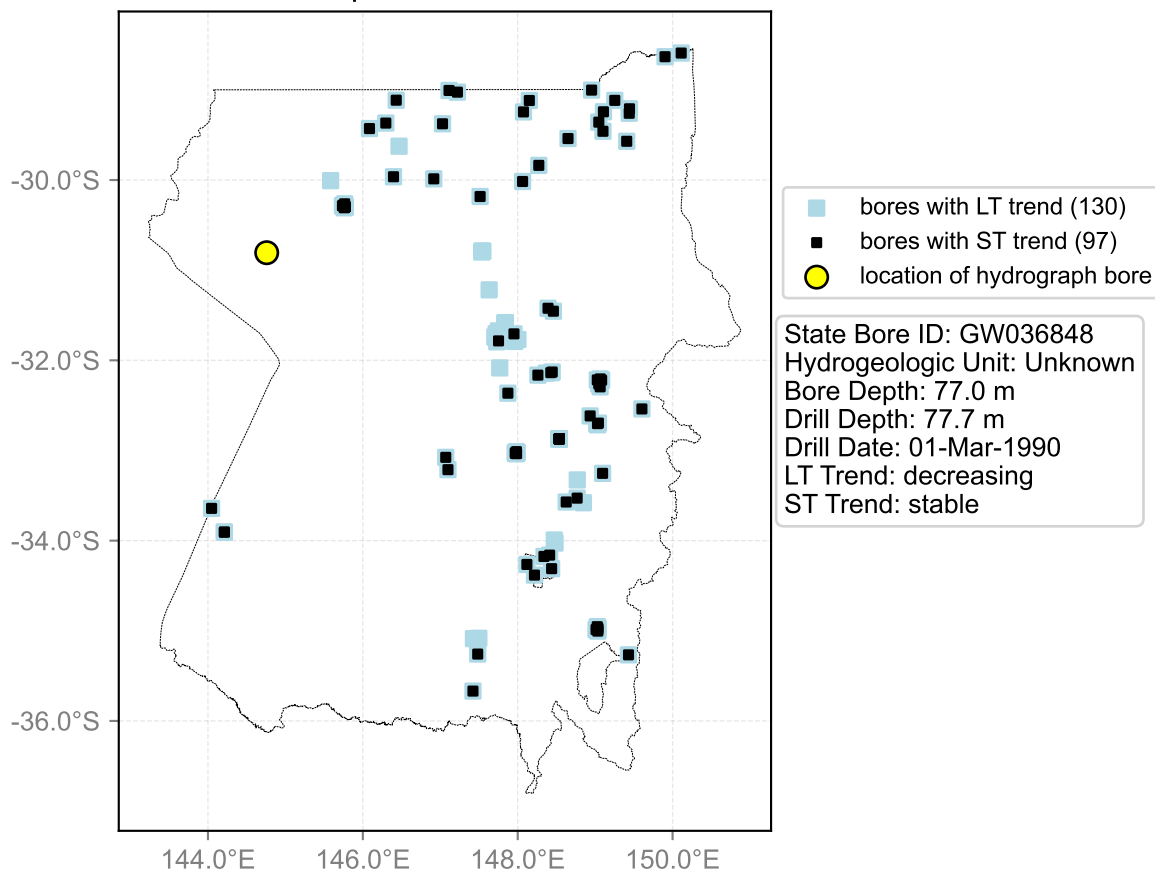 -30.0°S
-32.0°S
-34.0°S
-36.0°S
144.0°E
146.0°E
148.0°E
150.0°E
bores with LT trend (130)
bores with ST trend (97)
location of hydrograph bore
State Bore ID: GW036848
Hydrogeologic Unit: Unknown
Bore Depth: 77.0 m
Drill Depth: 77.7 m
Drill Date: 01-Mar-1990
LT Trend: decreasing
ST Trend: stable